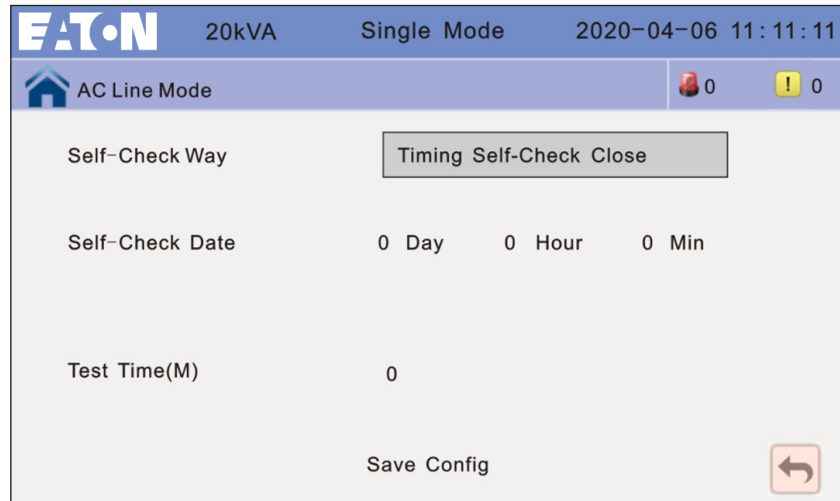 EATON 20kVA Single Mode 2020-04-06 11:11:11
AC Line Mode 0 ! 0
Self-Check Way Timing Self-Check Close
Self-Check Date 0 Day 0 Hour 0 Min
Test Time(M) 0
Save Config